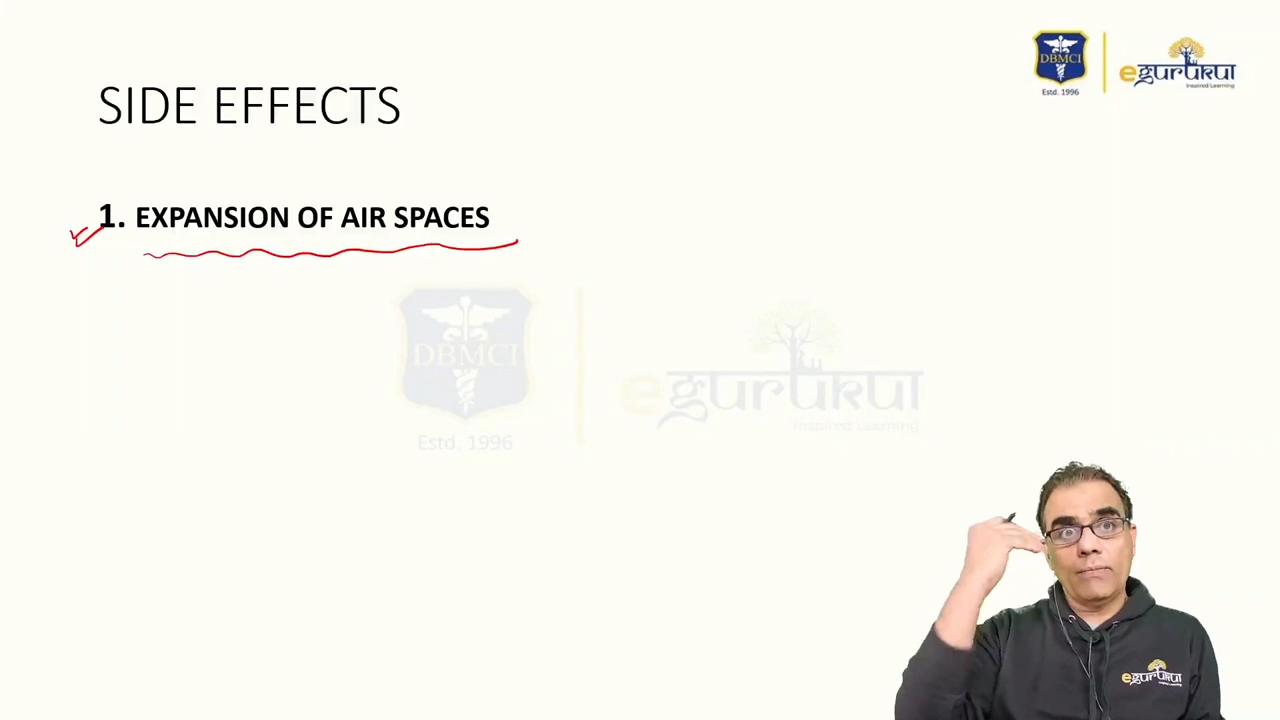 SIDE EFFECTS
DBMCI
Estd. 1996
egurukul
Inspired Learning
1. EXPANSION OF AIR SPACES
DBMCI
Estd. 1996
egurukul
Inspired Learning
egurukul